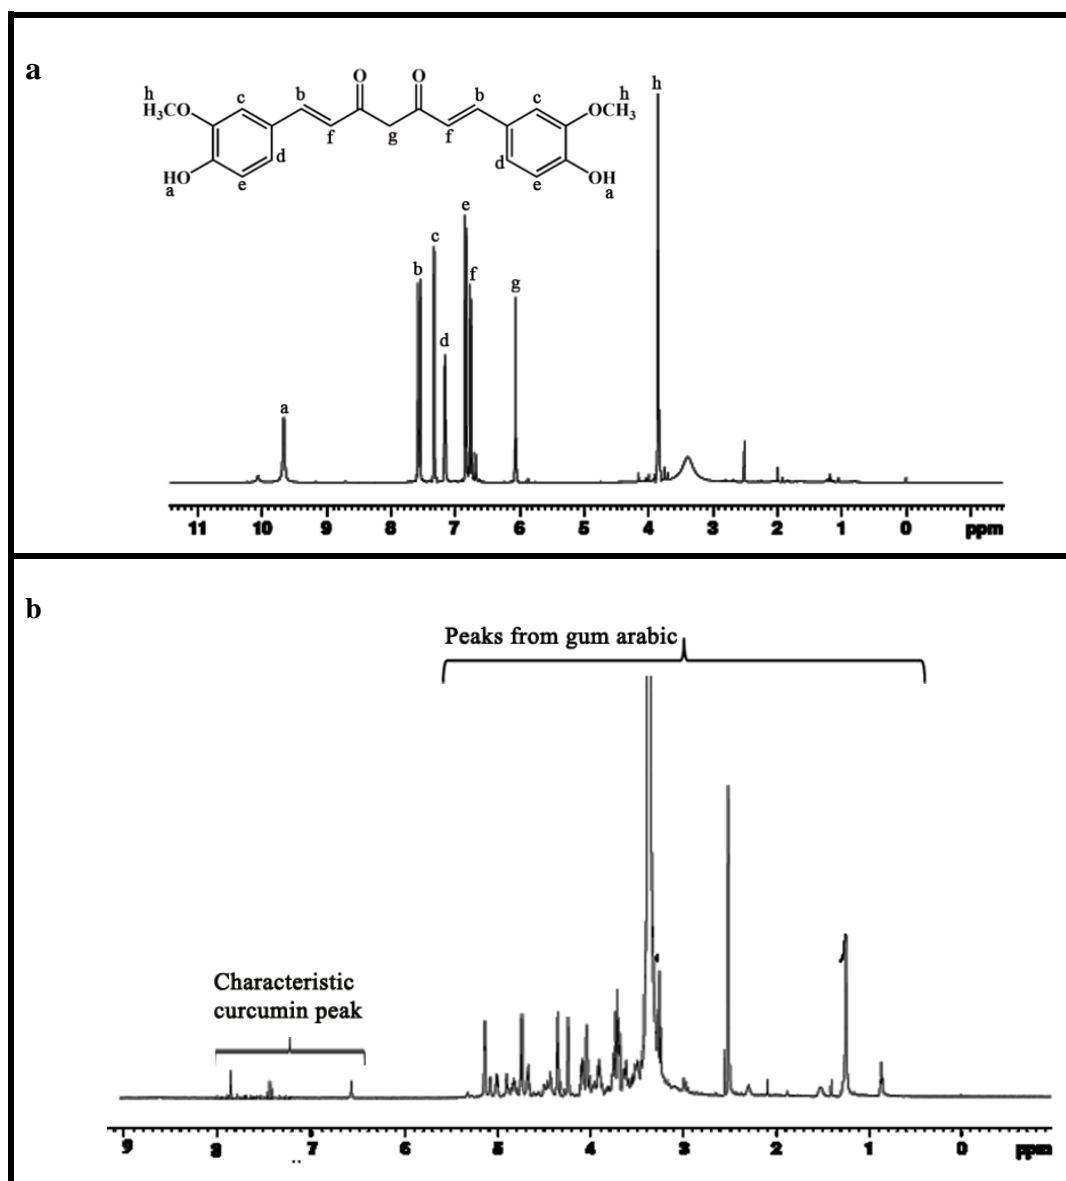 a
O O
h b b h
H₃CO c c OCH₃
f g f
d d
HO e e OH
a a
h
e
c
b f
g
d
a
11 10 9 8 7 6 5 4 3 2 1 0 ppm
b
Peaks from gum arabic
Characteristic
curcumin peak
9 8 7 6 5 4 3 2 1 0 ppm